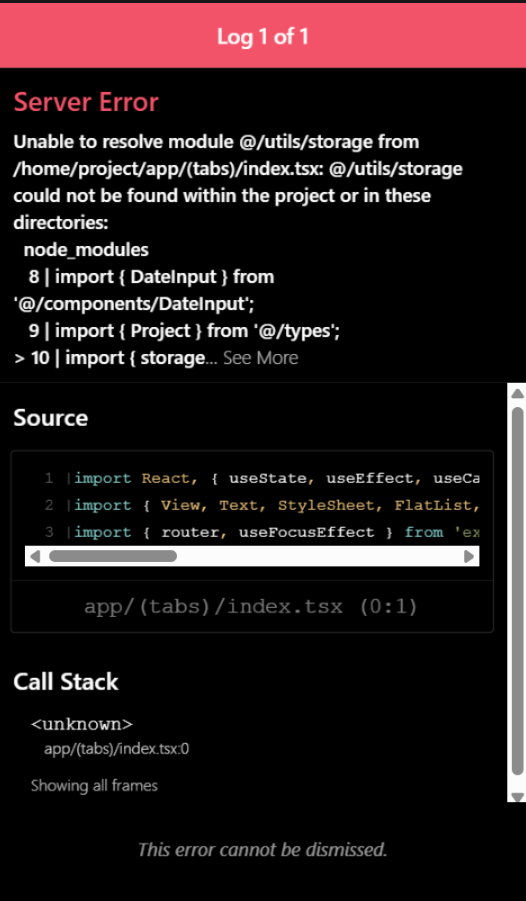 Log 1 of 1
Server Error
Unable to resolve module @/utils/storage from
/home/project/app/(tabs)/index.tsx: @/utils/storage
could not be found within the project or in these
directories:
node_modules
8 | import { DateInput } from
'@/components/DateInput';
9 | import { Project } from '@/types';
> 10 | import { storage... See More
Source
1 |import React, { useState, useEffect, useCa
2 |import { View, Text, StyleSheet, FlatList,
3 |import { router, useFocusEffect } from 'ex
app/(tabs)/index.tsx (0:1)
Call Stack
<unknown>
app/(tabs)/index.tsx:0
Showing all frames
This error cannot be dismissed.